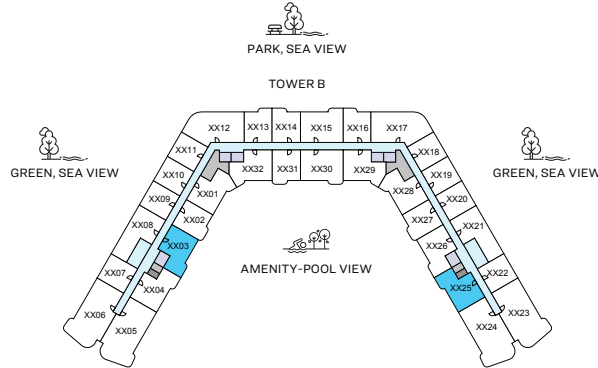 PARK, SEA VIEW
TOWER B
XX12
XX13
XX14
XX15
XX16
XX17
XX11
XX18
GREEN, SEA VIEW
GREEN, SEA VIEW
XX10
XX32
XX31
XX30
XX29
XX19
XX09
XX01
XX28
XX20
XX08
XX02
XX27
XX21
XX03
XX26
AMENITY-POOL VIEW
XX07
XX04
XX25
XX22
XX06
XX05
XX24
XX23